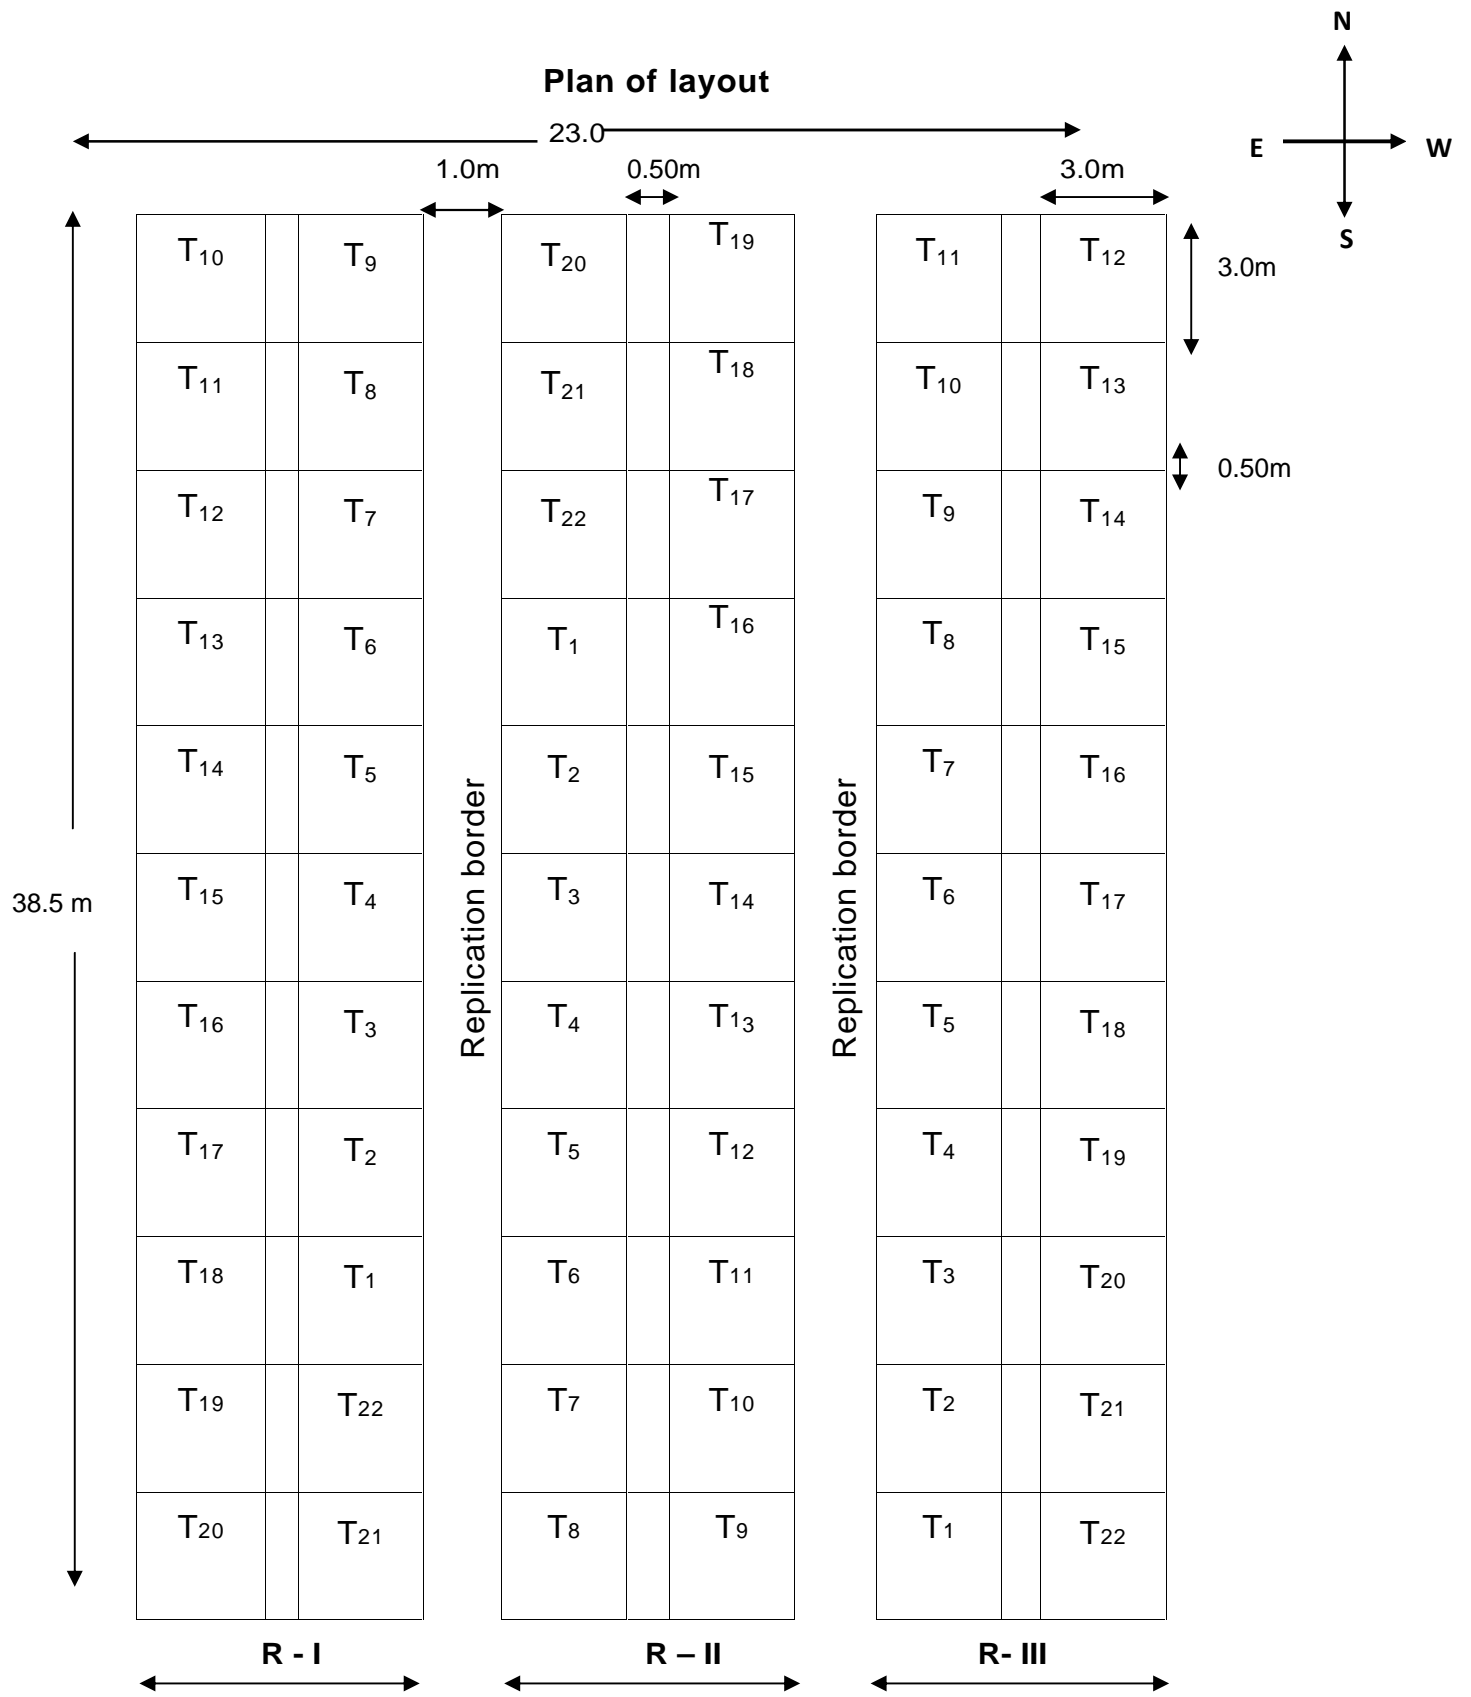 N
Plan of layout
23.0
E
W
1.0m
0.50m
3.0m
S
T10 T9 T20 T19 T11 T12
3.0m
T11 T8 T21 T18 T10 T13
0.50m
T12 T7 T22 T17 T9 T14
T13 T6 T1 T16 T8 T15
T14 T5 T2 T15 T7 T16
Replication border
Replication border
38.5 m
T15 T4 T3 T14 T6 T17
T16 T3 T4 T13 T5 T18
T17 T2 T5 T12 T4 T19
T18 T1 T6 T11 T3 T20
T19 T22 T7 T10 T2 T21
T20 T21 T8 T9 T1 T22
R - I
R – II
R- III